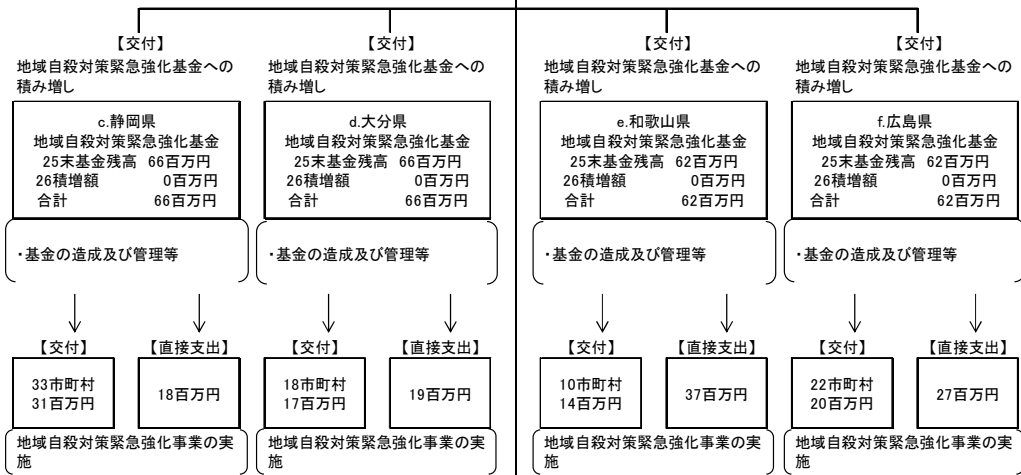 【交付】
地域自殺対策緊急強化基金への
積み増し
c.静岡県
地域自殺対策緊急強化基金
25末基金残高 66百万円
26積増額 0百万円
合計 66百万円
・基金の造成及び管理等
【交付】
33市町村
31百万円
【直接支出】
18百万円
地域自殺対策緊急強化事業の実
施
【交付】
地域自殺対策緊急強化基金への
積み増し
d.大分県
地域自殺対策緊急強化基金
25末基金残高 66百万円
26積増額 0百万円
合計 66百万円
・基金の造成及び管理等
【交付】
18市町村
17百万円
【直接支出】
19百万円
地域自殺対策緊急強化事業の実
施
【交付】
地域自殺対策緊急強化基金への
積み増し
e.和歌山県
地域自殺対策緊急強化基金
25末基金残高 62百万円
26積増額 0百万円
合計 62百万円
・基金の造成及び管理等
【交付】
10市町村
14百万円
【直接支出】
37百万円
地域自殺対策緊急強化事業の実
施
【交付】
地域自殺対策緊急強化基金への
積み増し
f.広島県
地域自殺対策緊急強化基金
25末基金残高 62百万円
26積増額 0百万円
合計 62百万円
・基金の造成及び管理等
【交付】
22市町村
20百万円
【直接支出】
27百万円
地域自殺対策緊急強化事業の実
施